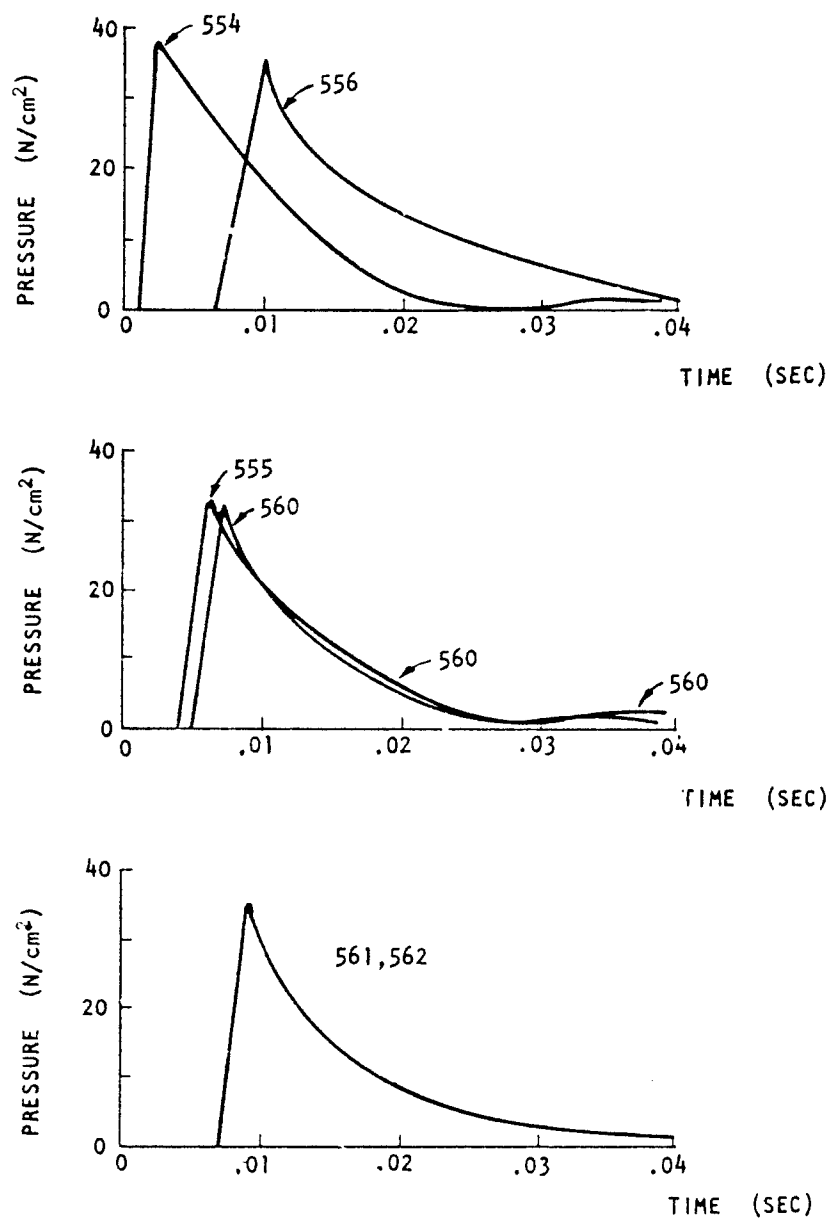 40
554
556
PRESSURE (N/cm²)
20
0
0 .01 .02 .03 .04
TIME (SEC)
40
555
560
PRESSURE (N/cm²)
20
560
560
0
0 .01 .02 .03 .04
TIME (SEC)
40
PRESSURE (N/cm²)
561,562
20
0
0 .01 .02 .03 .04
TIME (SEC)